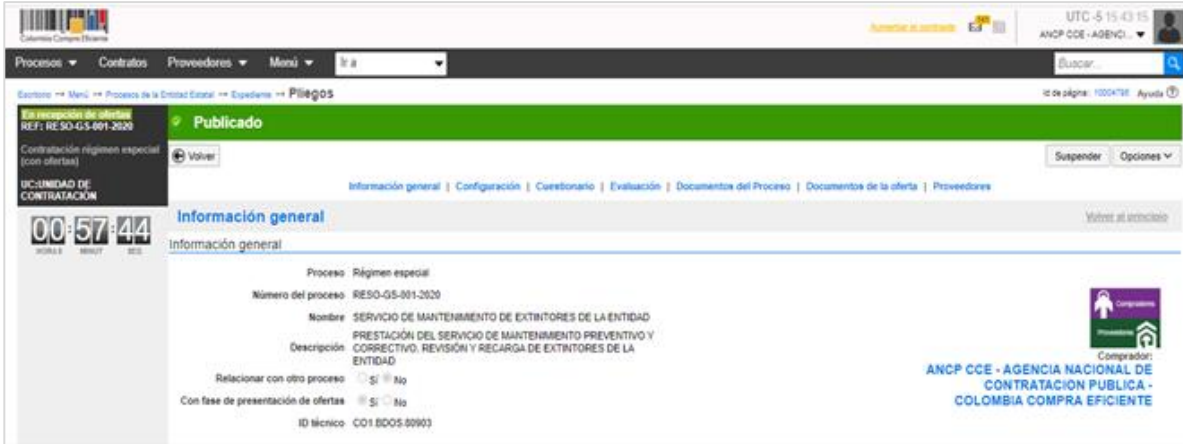 Colombia Compra Eficiente
Aumentar el contraste
UTC -5 15:43:15
ANCP CCE - AGENCI...
Procesos Contratos Proveedores Menú Ir a
Buscar...
Escritorio → Menú → Procesos de la Entidad Estatal → Expediente → Pliegos
Id de página: 10004798 Ayuda
En recepción de ofertas
REF: RESO-GS-001-2020
Contratación régimen especial (con ofertas)
UC:UNIDAD DE CONTRATACIÓN
00:57:44
HORAS MINUT SEG
Publicado
Volver
Suspender Opciones
Información general | Configuración | Cuestionario | Evaluación | Documentos del Proceso | Documentos de la oferta | Proveedores
Información general
Volver al principio
Información general
Proceso Régimen especial
Número del proceso RESO-GS-001-2020
Nombre SERVICIO DE MANTENIMIENTO DE EXTINTORES DE LA ENTIDAD
Descripción PRESTACIÓN DEL SERVICIO DE MANTENIMIENTO PREVENTIVO Y
CORRECTIVO, REVISIÓN Y RECARGA DE EXTINTORES DE LA
ENTIDAD
Relacionar con otro proceso Sí No
Con fase de presentación de ofertas Sí No
ID técnico CO1.BDOS.80903
Compradores
Proveedores
Comprador:
ANCP CCE - AGENCIA NACIONAL DE
CONTRATACION PUBLICA -
COLOMBIA COMPRA EFICIENTE